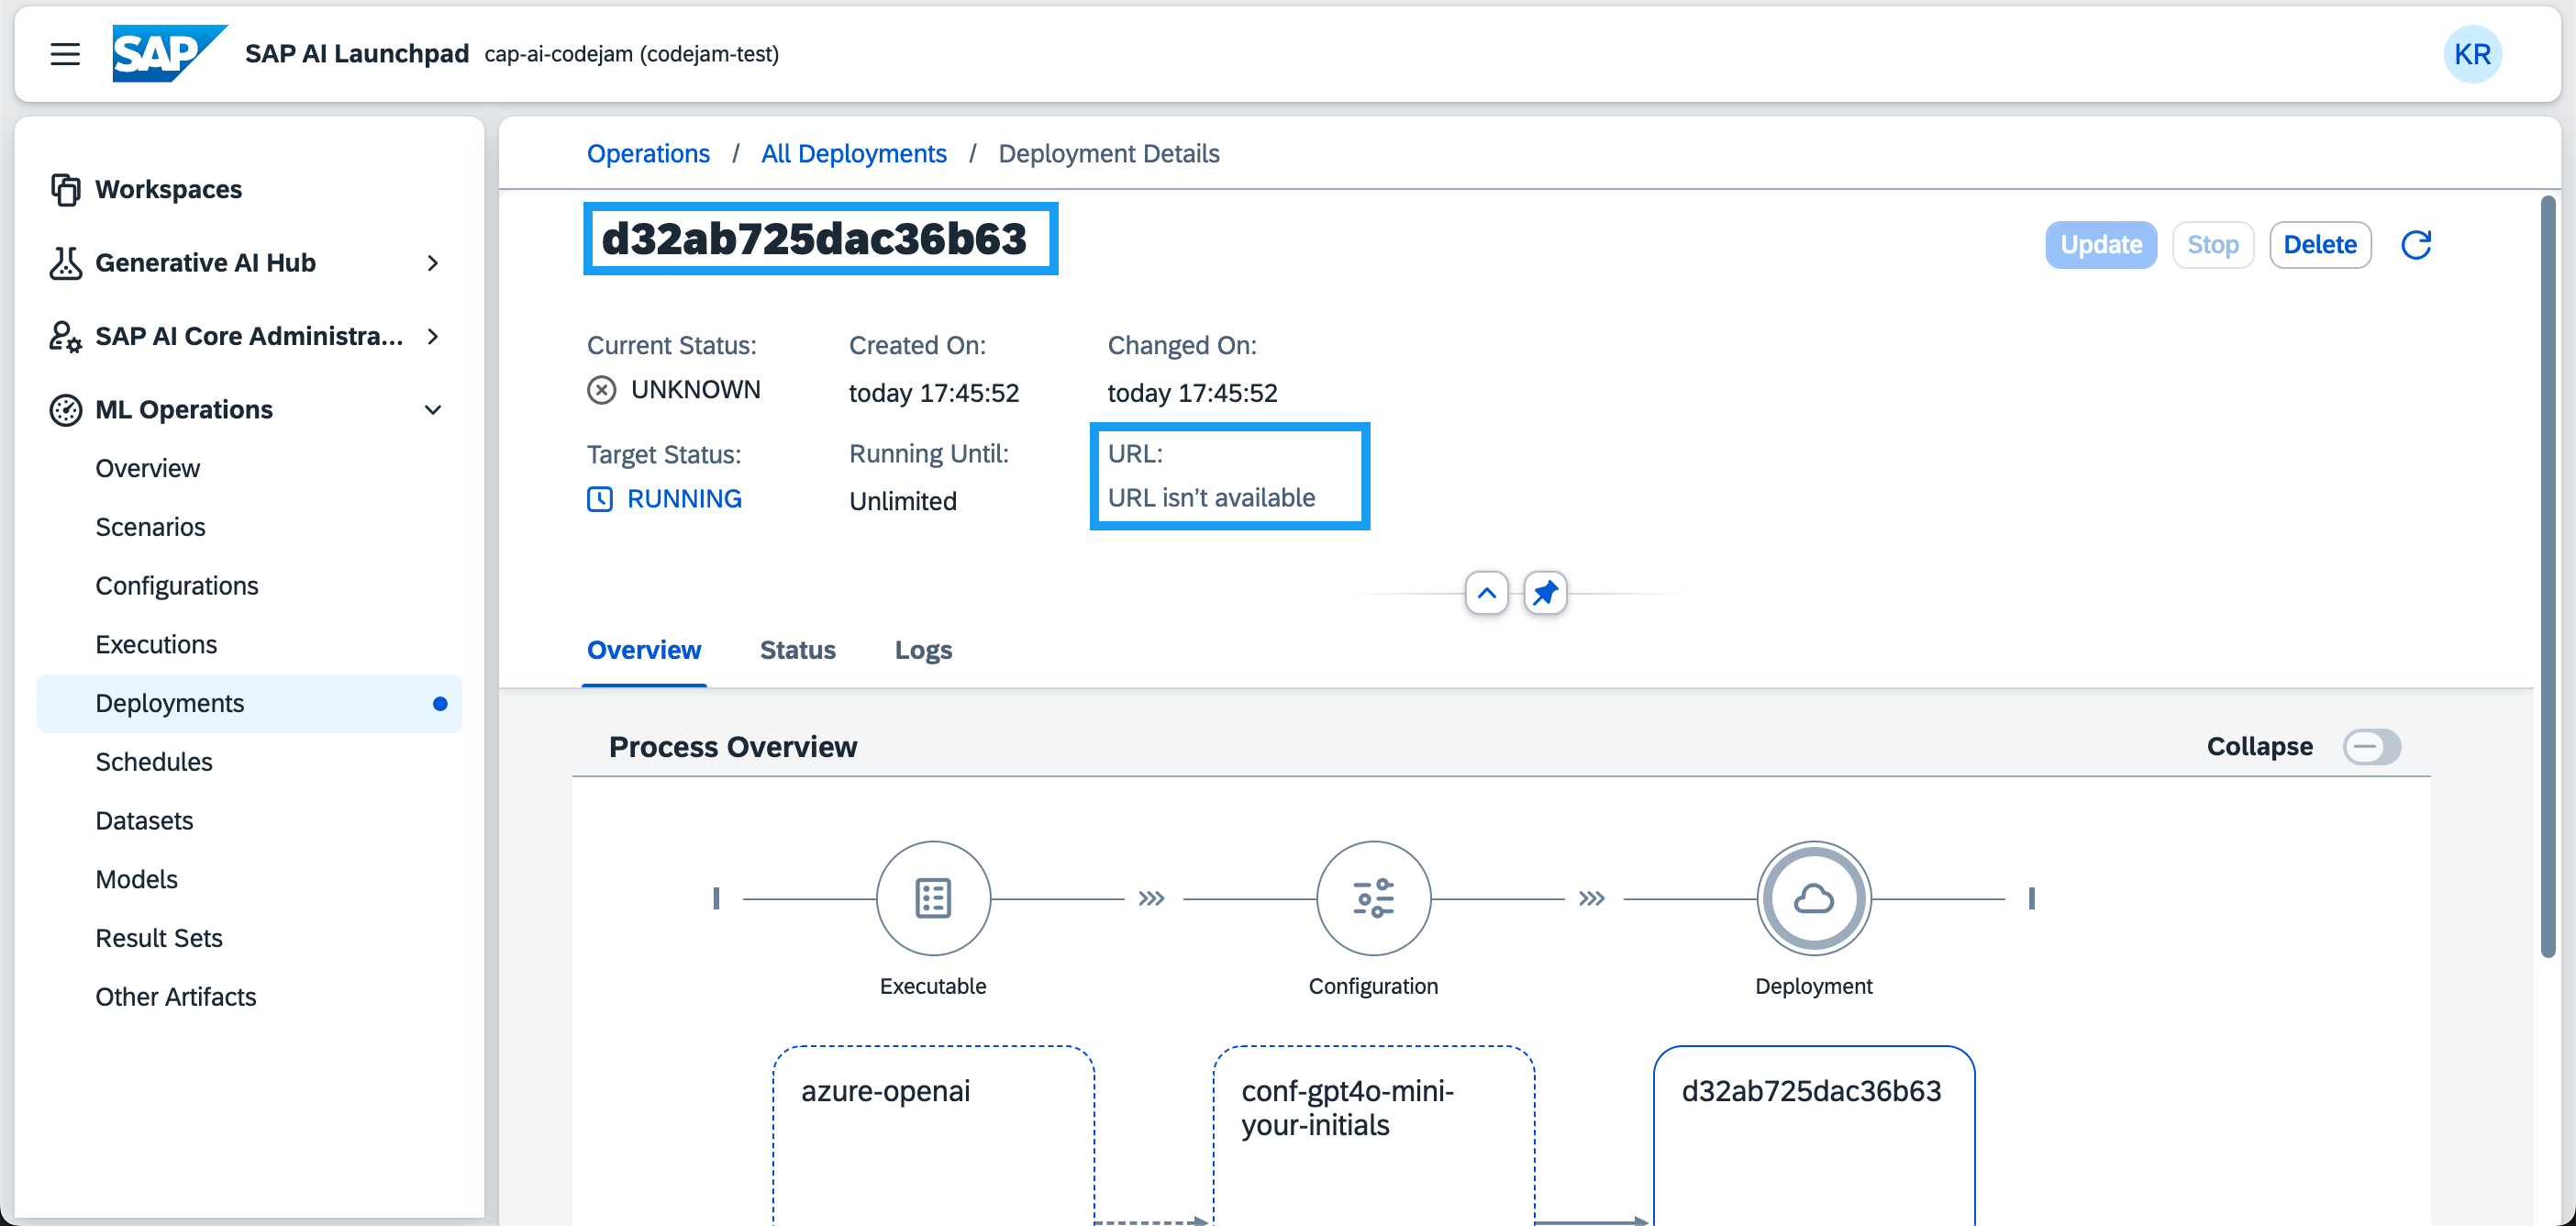 SAP SAP AI Launchpad cap-ai-codejam (codejam-test) KR
Workspaces
Generative AI Hub
SAP AI Core Administra...
ML Operations
Overview
Scenarios
Configurations
Executions
Deployments
Schedules
Datasets
Models
Result Sets
Other Artifacts
Operations / All Deployments / Deployment Details
d32ab725dac36b63
Update Stop Delete
Current Status:
UNKNOWN
Created On:
today 17:45:52
Changed On:
today 17:45:52
Target Status:
RUNNING
Running Until:
Unlimited
URL:
URL isn’t available
Overview Status Logs
Process Overview Collapse
Executable Configuration Deployment
azure-openai
conf-gpt4o-mini-
your-initials
d32ab725dac36b63